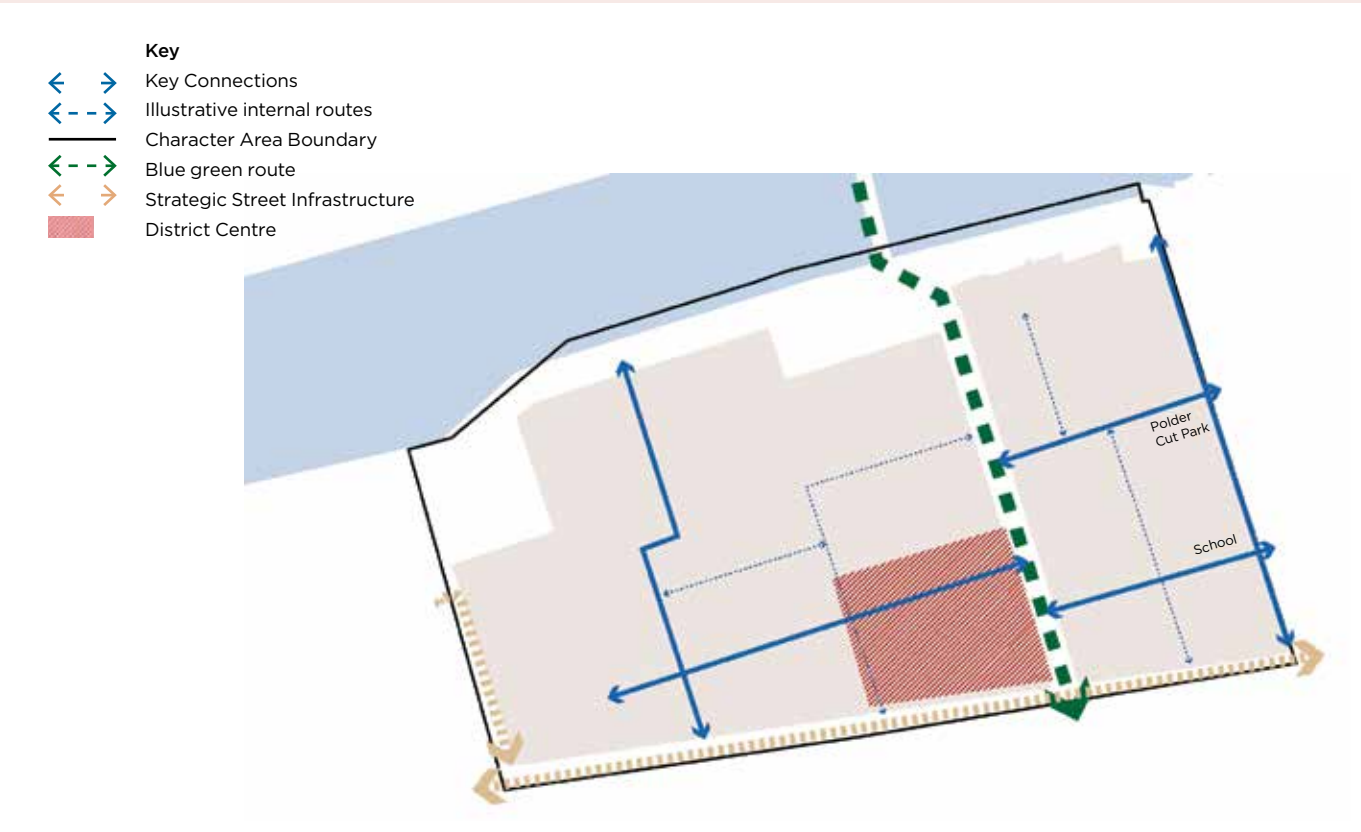 Key
Key Connections
Illustrative internal routes
Character Area Boundary
Blue green route
Strategic Street Infrastructure
District Centre
Polder
Cut Park
School